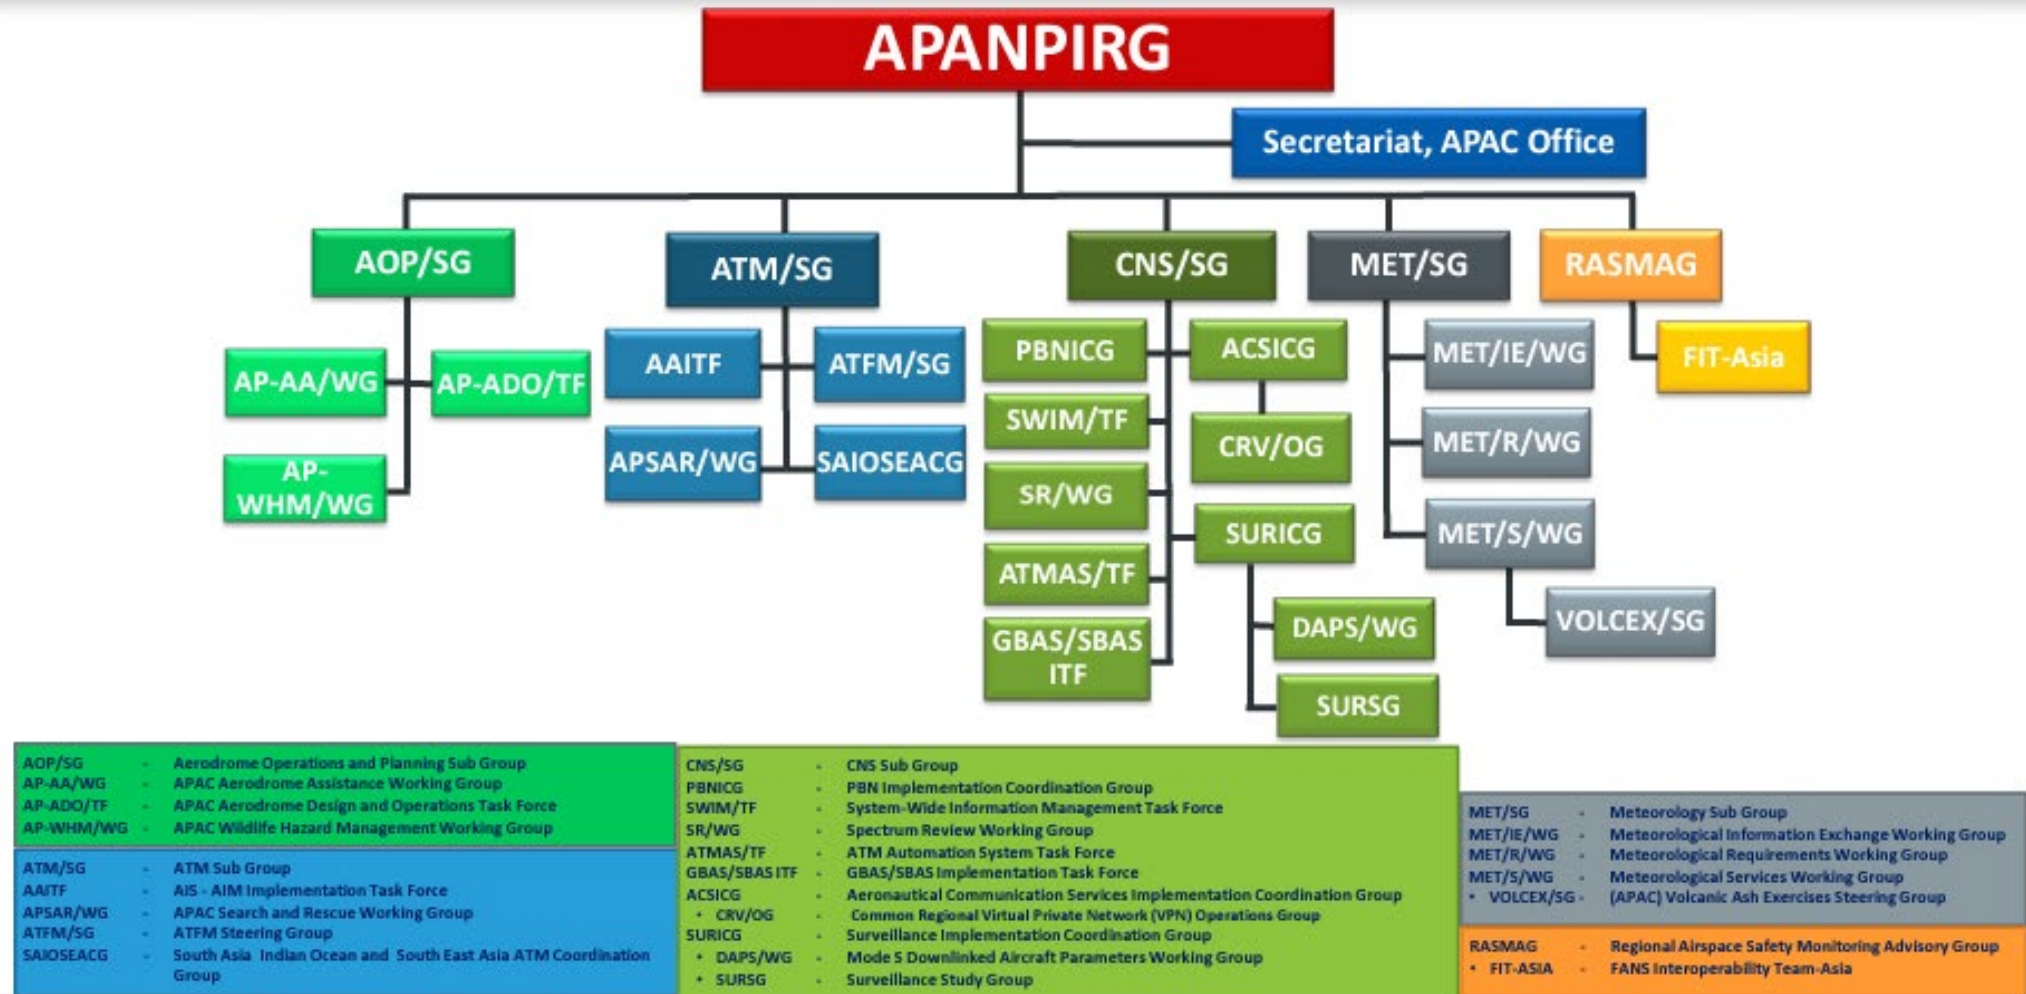 APANPIRG
Secretariat, APAC Office
AOP/SG
ATM/SG
CNS/SG
MET/SG
RASMAG
AP-AA/WG
AP-ADO/TF
AP-
WHM/WG
AAITF
ATFM/SG
APSAR/WG
SAIOSEACG
PBNICG
ACSICG
SWIM/TF
CRV/OG
SR/WG
SURICG
ATMAS/TF
DAPS/WG
GBAS/SBAS
ITF
SURSG
MET/IE/WG
MET/R/WG
MET/S/WG
VOLCEX/SG
FIT-Asia
AOP/SG - Aerodrome Operations and Planning Sub Group
AP-AA/WG - APAC Aerodrome Assistance Working Group
AP-ADO/TF - APAC Aerodrome Design and Operations Task Force
AP-WHM/WG - APAC Wildlife Hazard Management Working Group
ATM/SG - ATM Sub Group
AAITF - AIS - AIM Implementation Task Force
APSAR/WG - APAC Search and Rescue Working Group
ATFM/SG - ATFM Steering Group
SAIOSEACG - South Asia Indian Ocean and South East Asia ATM Coordination
Group
CNS/SG - CNS Sub Group
PBNICG - PBN Implementation Coordination Group
SWIM/TF - System-Wide Information Management Task Force
SR/WG - Spectrum Review Working Group
ATMAS/TF - ATM Automation System Task Force
GBAS/SBAS ITF - GBAS/SBAS Implementation Task Force
ACSICG - Aeronautical Communication Services Implementation Coordination Group
• CRV/OG - Common Regional Virtual Private Network (VPN) Operations Group
SURICG - Surveillance Implementation Coordination Group
• DAPS/WG - Mode S Downlinked Aircraft Parameters Working Group
• SURSG - Surveillance Study Group
MET/SG - Meteorology Sub Group
MET/IE/WG - Meteorological Information Exchange Working Group
MET/R/WG - Meteorological Requirements Working Group
MET/S/WG - Meteorological Services Working Group
• VOLCEX/SG - (APAC) Volcanic Ash Exercises Steering Group
RASMAG - Regional Airspace Safety Monitoring Advisory Group
• FIT-ASIA - FANS Interoperability Team-Asia